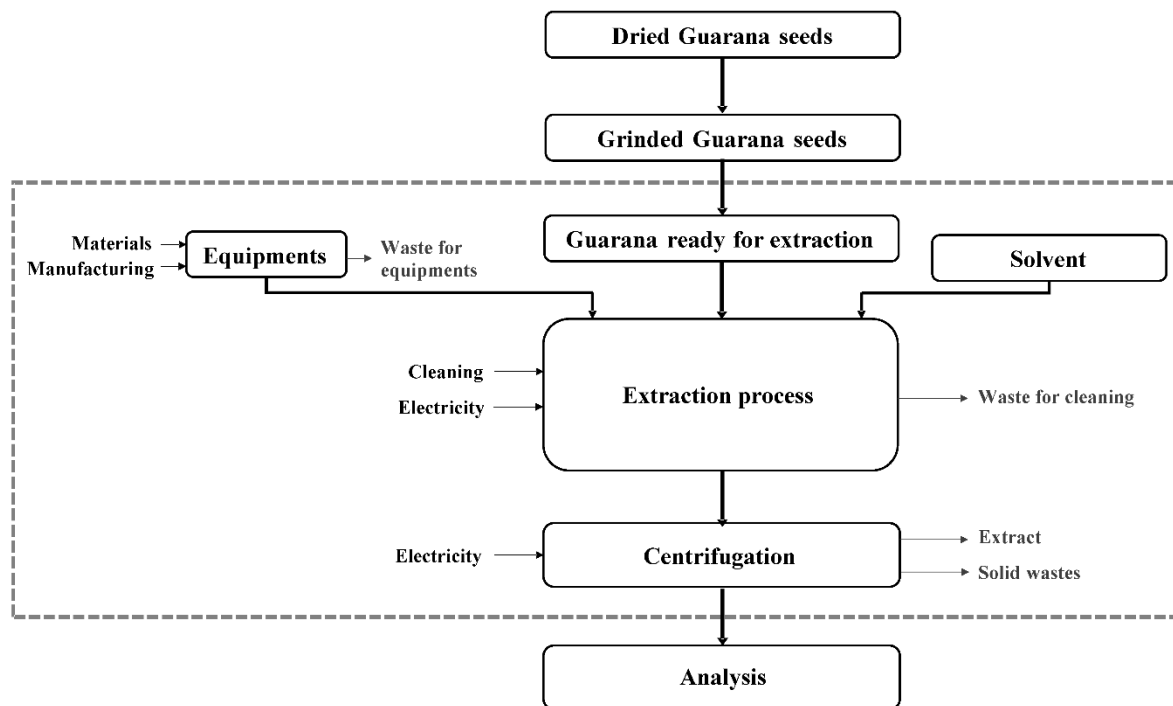 Dried Guarana seeds
Grinded Guarana seeds
Guarana ready for extraction
Materials
Manufacturing
Equipments
Waste for
equipments
Solvent
Cleaning
Electricity
Extraction process
Waste for cleaning
Electricity
Centrifugation
Extract
Solid wastes
Analysis